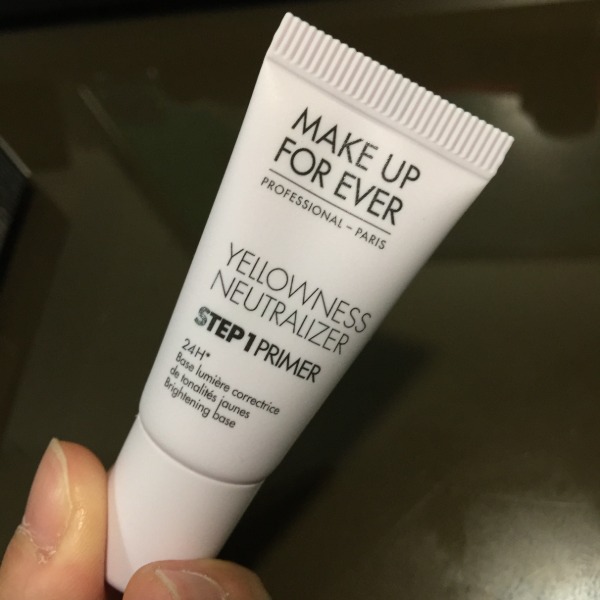 MAKE UP
FOR EVER
PROFESSIONAL – PARIS
YELLOWNESS
NEUTRALIZER
STEP 1 PRIMER
24H*
Base lumière correctrice
de tonalités jaunes
Brightening base